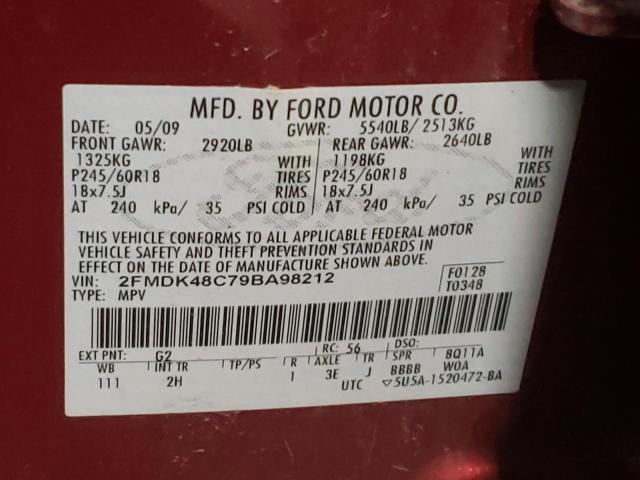 MFD. BY FORD MOTOR CO.
DATE: 05/09 GVWR: 5540LB/ 2513KG
FRONT GAWR: 2920LB REAR GAWR: 2640LB
1325KG WITH 1198KG WITH
P245/60R18 TIRES P245/60R18 TIRES
18x7.5J RIMS 18x7.5J RIMS
AT 240 kPa/ 35 PSI COLD AT 240 kPa/ 35 PSI COLD
THIS VEHICLE CONFORMS TO ALL APPLICABLE FEDERAL MOTOR
VEHICLE SAFETY AND THEFT PREVENTION STANDARDS IN
EFFECT ON THE DATE OF MANUFACTURE SHOWN ABOVE.
VIN: 2FMDK48C79BA98212 F0128
TYPE: MPV T0348
EXT PNT: G2 RC: 56 DSO:
WB INT TR TP/PS R AXLE TR SPR 8Q11A
111 2H 1 3E J BBBB W0A
UTC 5U5A-1520472-BA